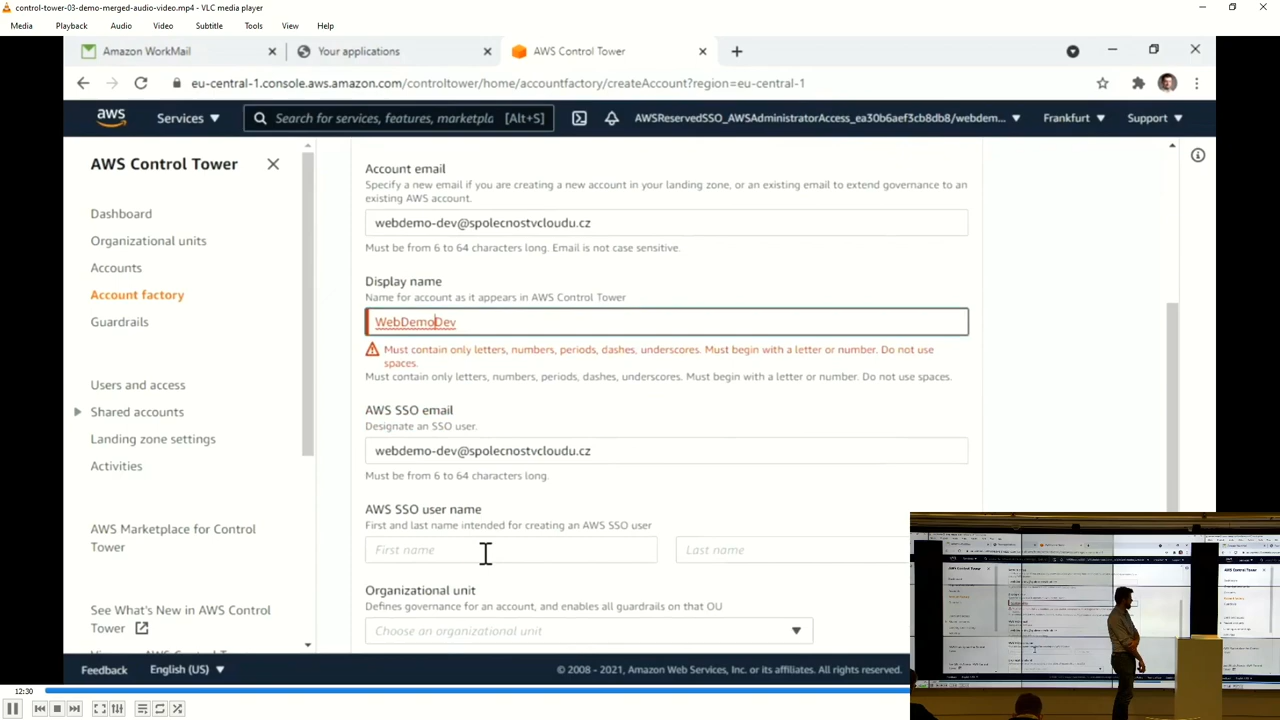 control-tower-03-demo-merged-audio-video.mp4 - VLC media player
Media Playback Audio Video Subtitle Tools View Help
Amazon WorkMail
Your applications
AWS Control Tower
eu-central-1.console.aws.amazon.com/controltower/home/accountfactory/createAccount?region=eu-central-1
aws
Services
Search for services, features, marketpla [Alt+S]
AWSReservedSSO_AWSAdministratorAccess_ea30b6aef3cb8db8/webdem...
Frankfurt
Support
AWS Control Tower
Dashboard
Organizational units
Accounts
Account factory
Guardrails
Users and access
Shared accounts
Landing zone settings
Activities
AWS Marketplace for Control
Tower
See What's New in AWS Control
Tower
Account email
Specify a new email if you are creating a new account in your landing zone, or an existing email to extend governance to an
existing AWS account.
webdemo-dev@spolecnostvcloudu.cz
Must be from 6 to 64 characters long. Email is not case sensitive.
Display name
Name for account as it appears in AWS Control Tower
WebDemoDev
Must contain only letters, numbers, periods, dashes, underscores. Must begin with a letter or number. Do not use
spaces.
Must contain only letters, numbers, periods, dashes, underscores. Must begin with a letter or number. Do not use spaces.
AWS SSO email
Designate an SSO user.
webdemo-dev@spolecnostvcloudu.cz
Must be from 6 to 64 characters long.
AWS SSO user name
First and last name intended for creating an AWS SSO user
First name
Last name
Organizational unit
Defines governance for an account, and enables all guardrails on that OU
Choose an organizational unit
Feedback
English (US)
© 2008 - 2021, Amazon Web Services, Inc. or its affiliates. All rights reserved.
12:30